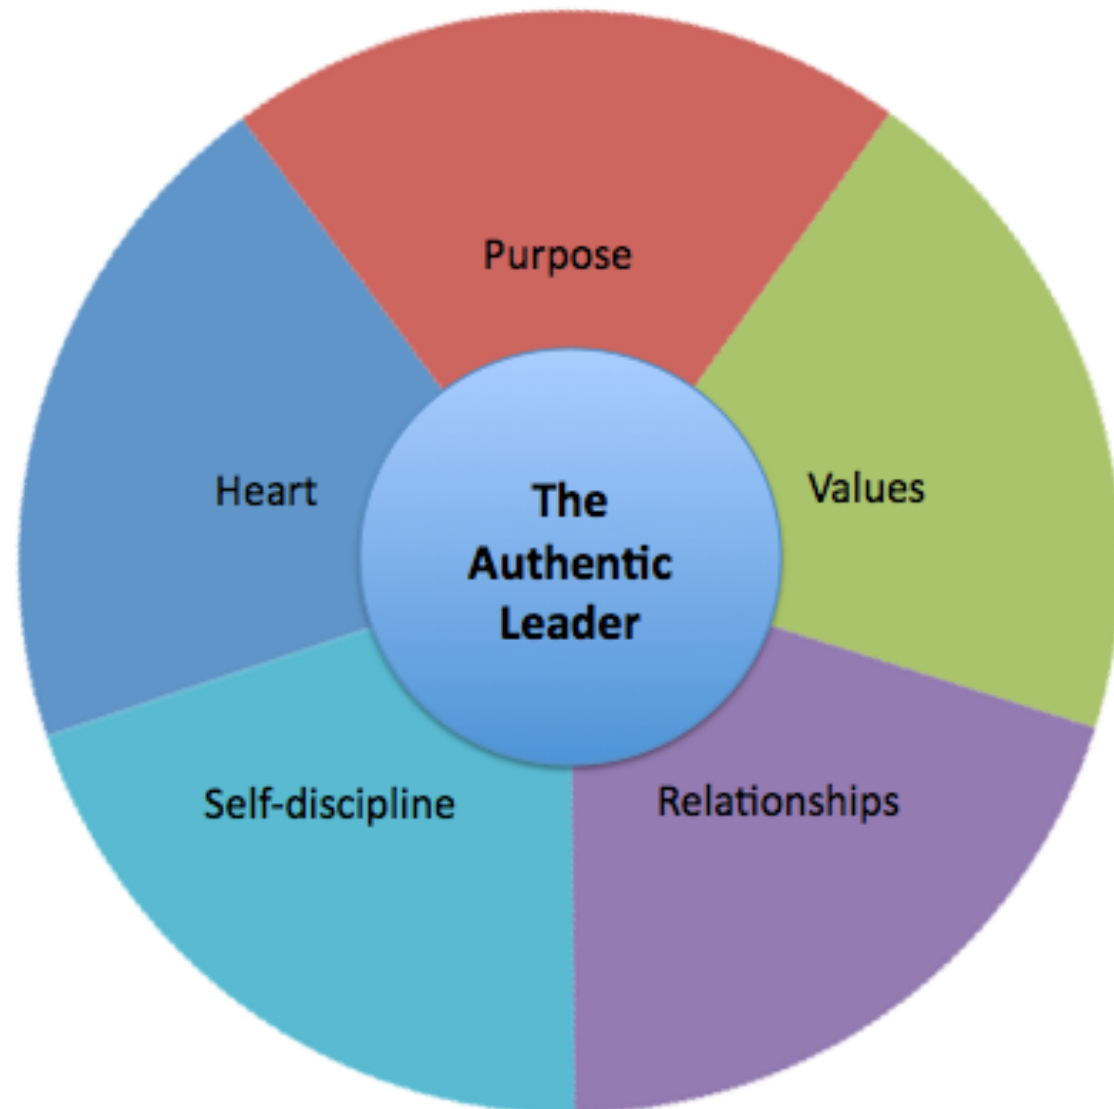 Purpose
Heart
Values
The
Authentic
Leader
Self-discipline
Relationships